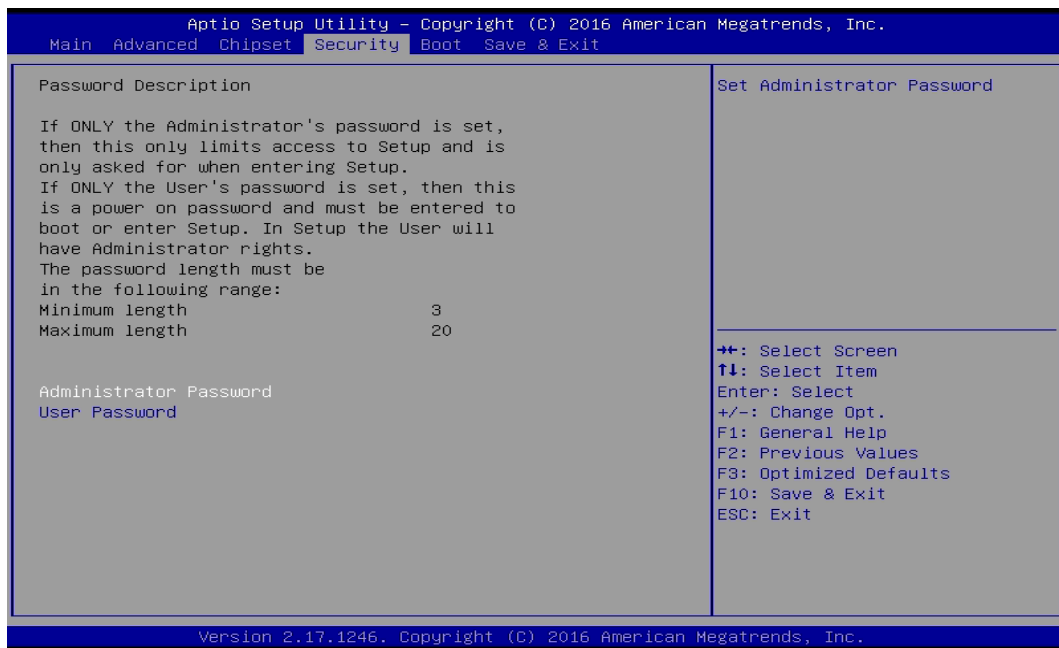 Aptio Setup Utility – Copyright (C) 2016 American Megatrends, Inc.
Main Advanced Chipset Security Boot Save & Exit
Password Description
If ONLY the Administrator's password is set,
then this only limits access to Setup and is
only asked for when entering Setup.
If ONLY the User's password is set, then this
is a power on password and must be entered to
boot or enter Setup. In Setup the User will
have Administrator rights.
The password length must be
in the following range:
Minimum length 3
Maximum length 20
Administrator Password
User Password
Set Administrator Password
→←: Select Screen
↑↓: Select Item
Enter: Select
+/-: Change Opt.
F1: General Help
F2: Previous Values
F3: Optimized Defaults
F10: Save & Exit
ESC: Exit
Version 2.17.1246. Copyright (C) 2016 American Megatrends, Inc.